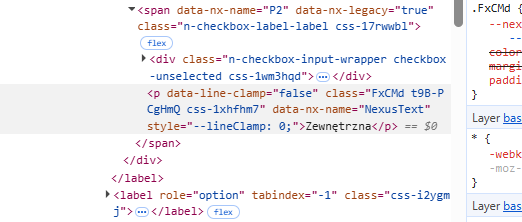 <span data-nx-name="P2" data-nx-legacy="true"
class="n-checkbox-label-label css-17rwwbl">
flex
<div class="n-checkbox-input-wrapper checkbox
-unselected css-1wm3hqd">…</div>
<p data-line-clamp="false" class="FxCMd t9B-P
CgHmQ css-1xhfhm7" data-nx-name="NexusText"
style="--lineClamp: 0;">Zewnętrzna</p> == $0
</span>
</div>
</label>
<label role="option" tabindex="-1" class="css-i2ygm
j">…</label> flex
.FxCMd {
--nex
--
color
margi
paddi
}
Layer bas
* {
-webk
-moz-
}
Layer bas